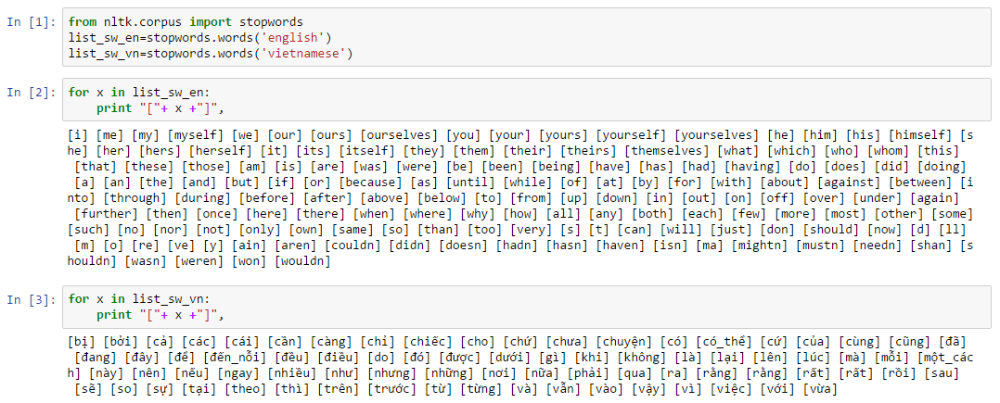 In [1]: from nltk.corpus import stopwords
list_sw_en=stopwords.words('english')
list_sw_vn=stopwords.words('vietnamese')
In [2]: for x in list_sw_en:
print "["+ x +"]",
[i] [me] [my] [myself] [we] [our] [ours] [ourselves] [you] [your] [yours] [yourself] [yourselves] [he] [him] [his] [himself] [s
he] [her] [hers] [herself] [it] [its] [itself] [they] [them] [their] [theirs] [themselves] [what] [which] [who] [whom] [this]
[that] [these] [those] [am] [is] [are] [was] [were] [be] [been] [being] [have] [has] [had] [having] [do] [does] [did] [doing]
[a] [an] [the] [and] [but] [if] [or] [because] [as] [until] [while] [of] [at] [by] [for] [with] [about] [against] [between] [i
nto] [through] [during] [before] [after] [above] [below] [to] [from] [up] [down] [in] [out] [on] [off] [over] [under] [again]
[further] [then] [once] [here] [there] [when] [where] [why] [how] [all] [any] [both] [each] [few] [more] [most] [other] [some]
[such] [no] [nor] [not] [only] [own] [same] [so] [than] [too] [very] [s] [t] [can] [will] [just] [don] [should] [now] [d] [ll]
[m] [o] [re] [ve] [y] [ain] [aren] [couldn] [didn] [doesn] [hadn] [hasn] [haven] [isn] [ma] [mightn] [mustn] [needn] [shan] [s
houldn] [wasn] [weren] [won] [wouldn]
In [3]: for x in list_sw_vn:
print "["+ x +"]",
[bị] [bởi] [cả] [các] [cái] [cần] [càng] [chỉ] [chiếc] [cho] [chứ] [chưa] [chuyện] [có] [có_thể] [cứ] [của] [cùng] [cũng] [đã]
[đang] [đây] [để] [đến_nỗi] [đều] [điều] [do] [đó] [được] [dưới] [gì] [khi] [không] [là] [lại] [lên] [lúc] [mà] [mỗi] [một_các
h] [này] [nên] [nếu] [ngay] [nhiều] [như] [nhưng] [những] [nơi] [nữa] [phải] [qua] [ra] [rằng] [rằng] [rất] [rất] [rồi] [sau]
[sẽ] [so] [sự] [tại] [theo] [thì] [trên] [trước] [từ] [từng] [và] [vẫn] [vào] [vậy] [vì] [việc] [với] [vừa]